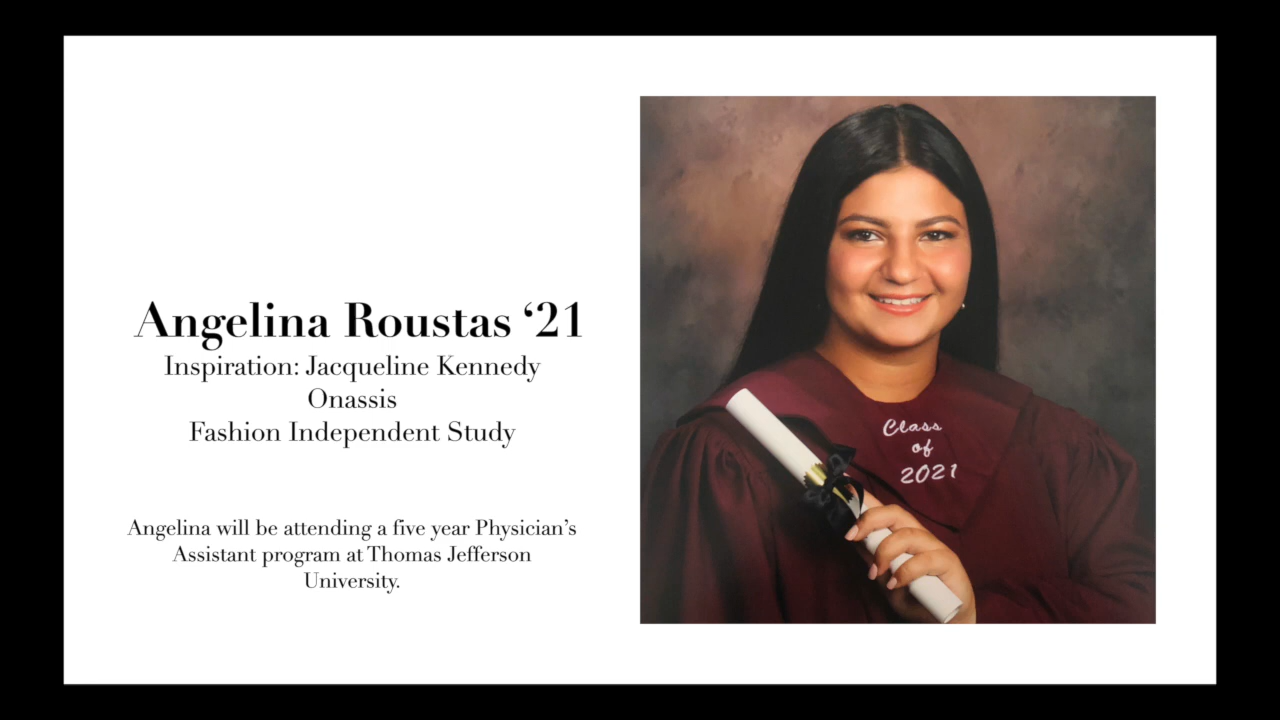 Angelina Roustas ‘21
Inspiration: Jacqueline Kennedy
Onassis
Fashion Independent Study
Angelina will be attending a five year Physician’s
Assistant program at Thomas Jefferson
University.
Class
of
2021